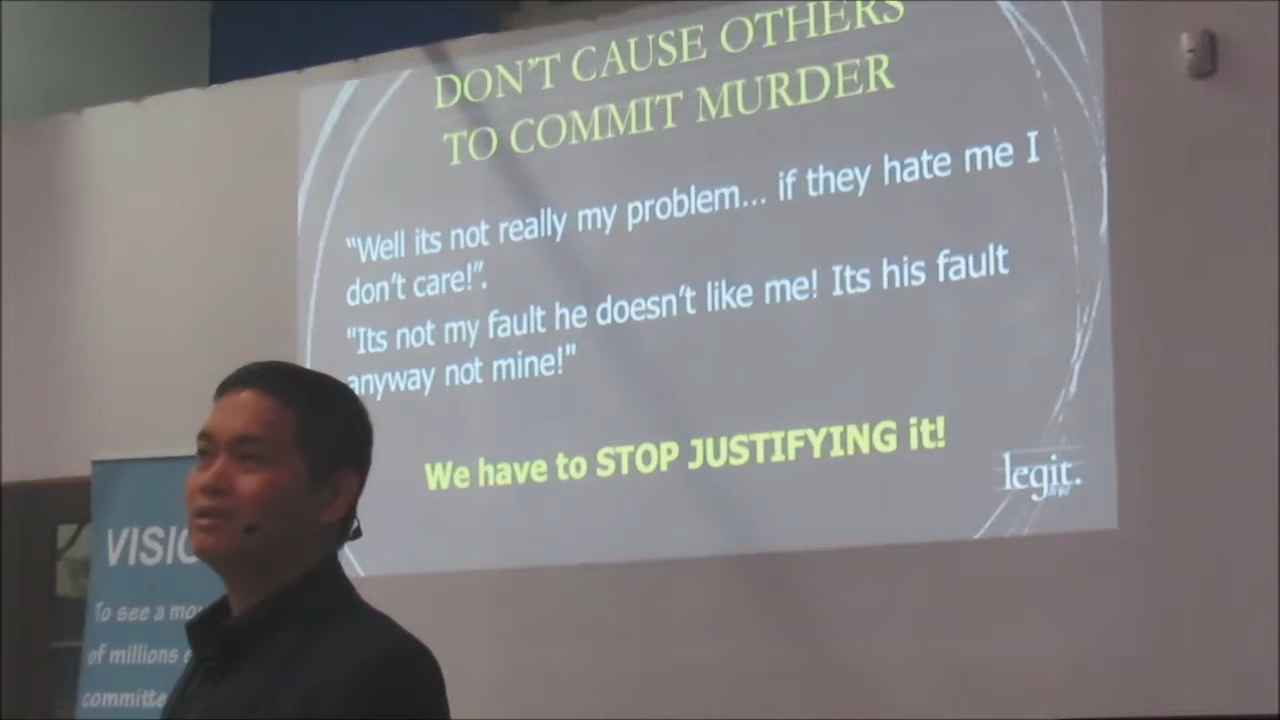 DON'T CAUSE OTHERS
TO COMMIT MURDER
“Well its not really my problem... if they hate me I
don't care!”.
"Its not my fault he doesn't like me! Its his fault
anyway not mine!"
We have to STOP JUSTIFYING it!
legit.
VISIO
To see a mov
of millions
committe